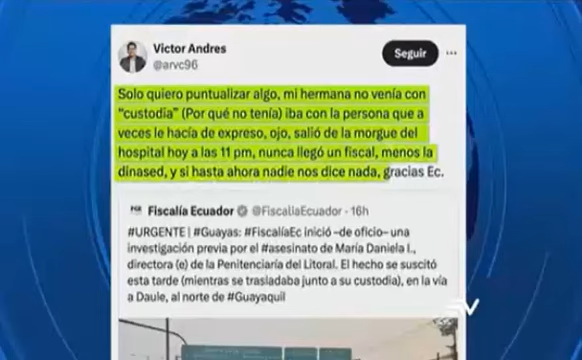 Victor Andres
@arvc96
Seguir
Solo quiero puntualizar algo, mi hermana no venía con
“custodia” (Por qué no tenía) iba con la persona que a
veces le hacía de expreso, ojo, salió de la morgue del
hospital hoy a las 11 pm, nunca llegó un fiscal, menos la
dinased, y si hasta ahora nadie nos dice nada, gracias Ec.
Fiscalía Ecuador @FiscaliaEcuador · 16h
#URGENTE | #Guayas: #FiscalíaEc inició –de oficio– una
investigación previa por el #asesinato de María Daniela I.,
directora (e) de la Penitenciaría del Litoral. El hecho se suscitó
esta tarde (mientras se trasladaba junto a su custodia), en la vía
a Daule, al norte de #Guayaquil